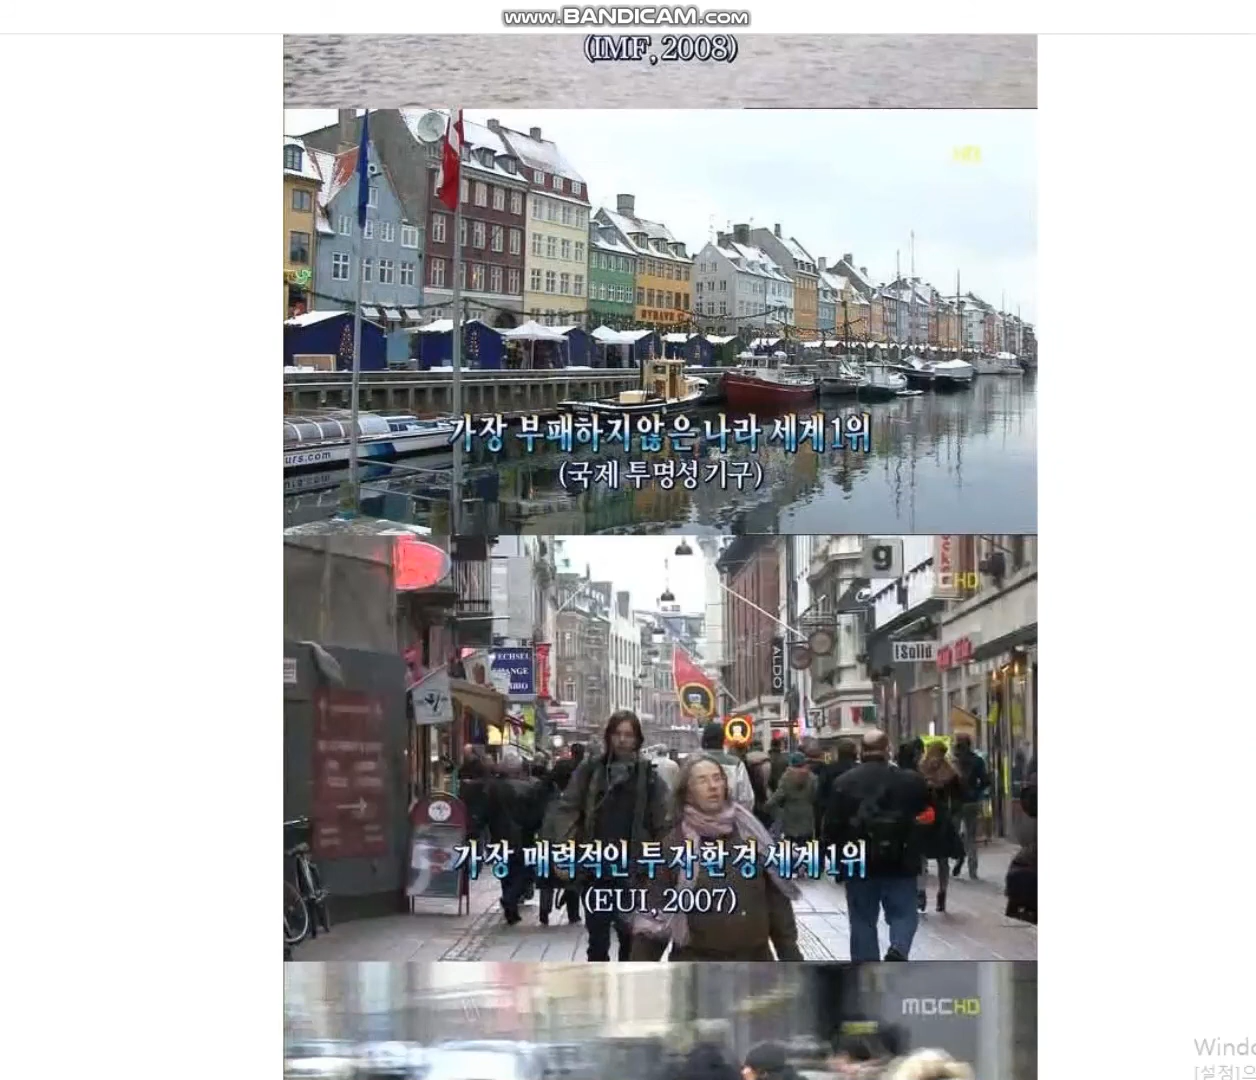 www.BANDICAM.com
(IMF, 2008)
HD
urs.com
가장 부패하지않은나라 세계1위
(국제 투명성 기구)
g
MBC HD
ALDO
!Solid
가장 매력적인 투자환경 세계1위
(EUI, 2007)
MBC HD